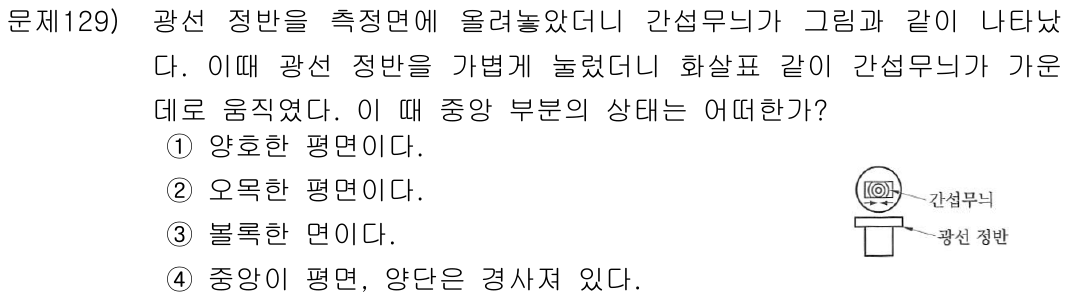 문제129) 광선 정반을 측정면에 올려놓았더니 간섭무늬가 그림과 같이 나타났
다. 이때 광선 정반을 가볍게 눌렀더니 화살표 같이 간섭무늬가 가운
데로 움직였다. 이 때 중앙 부분의 상태는 어떠한가?
① 양호한 평면이다.
② 오목한 평면이다.
③ 볼록한 면이다.
④ 중앙이 평면, 양단은 경사져 있다.
간섭무늬
광선 정반